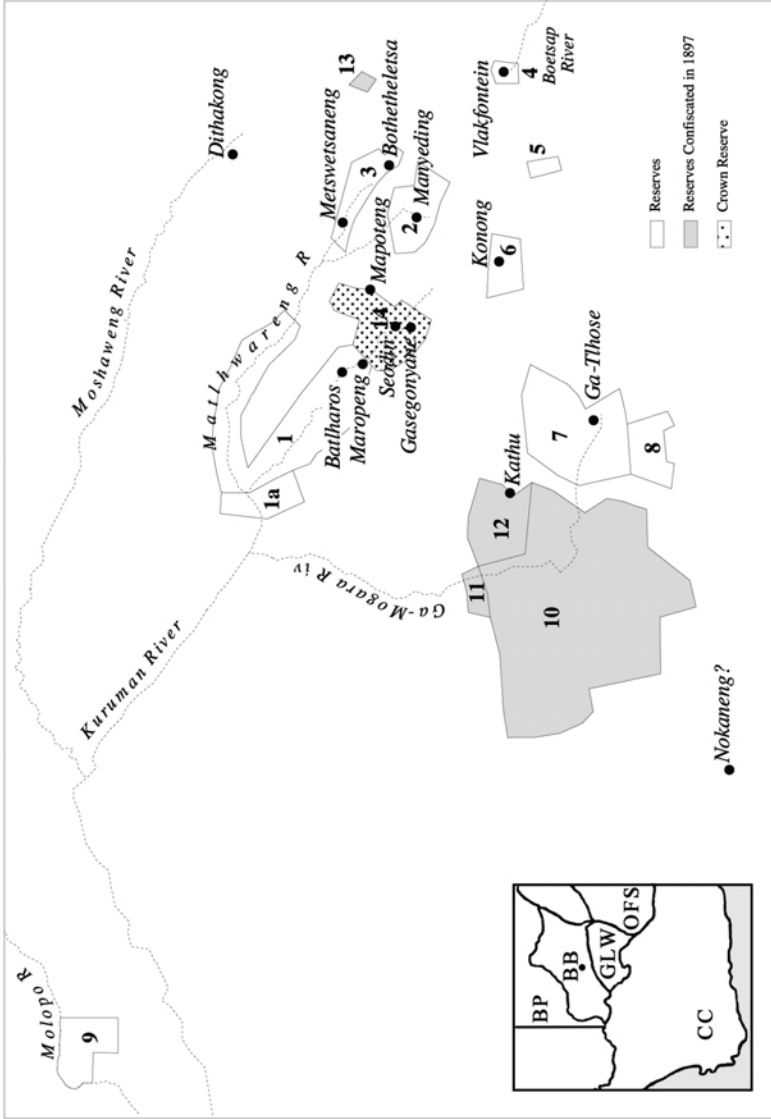 Molopo R
9
Moshaweng River
Dithakong
Kuruman River
Matlhwareng R
Metswetsaneng
13
3
Bothetheletsa
Mapoteng
2
Manyeding
1a
1
Batlharos
Maropeng
14
Seodin
Gasegonyane
Ga-Mogara Riv
Vlakfontein
4
Boetsap
River
5
Konong
6
Kathu
12
11
10
7
Ga-Tlhose
8
Nokaneng?
BP
BB
GLW
OFS
CC
Reserves
Reserves Confiscated in 1897
Crown Reserve